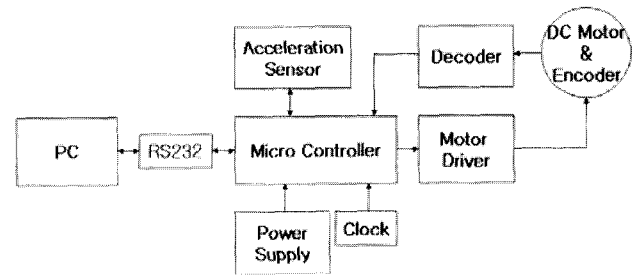 Acceleration
Sensor
Decoder
DC Motor
&
Encoder
PC
RS232
Micro Controller
Motor
Driver
Power
Supply
Clock